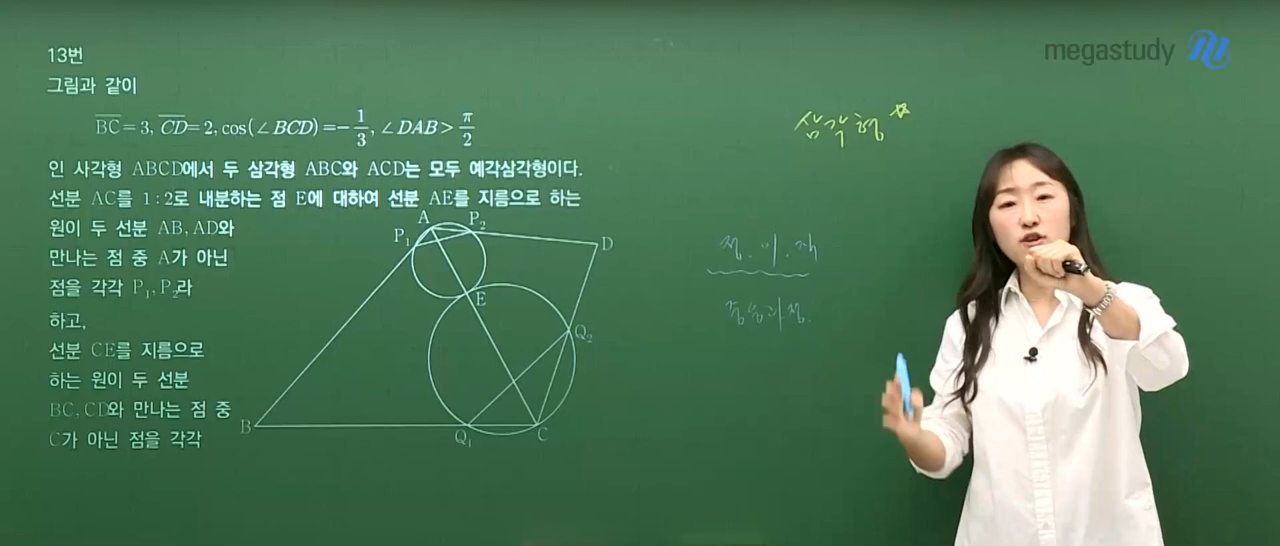 megastudy
13번
그림과 같이
BC = 3, CD = 2, cos(∠BCD) = -1/3, ∠DAB > π/2
인 사각형 ABCD에서 두 삼각형 ABC와 ACD는 모두 예각삼각형이다.
선분 AC를 1 : 2로 내분하는 점 E에 대하여 선분 AE를 지름으로 하는
원이 두 선분 AB, AD와
만나는 점 중 A가 아닌
점을 각각 P₁, P₂라
하고,
선분 CE를 지름으로
하는 원이 두 선분
BC, CD와 만나는 점 중
C가 아닌 점을 각각
A
P₂
P₁
D
E
Q₂
B
Q₁
C
삼각형